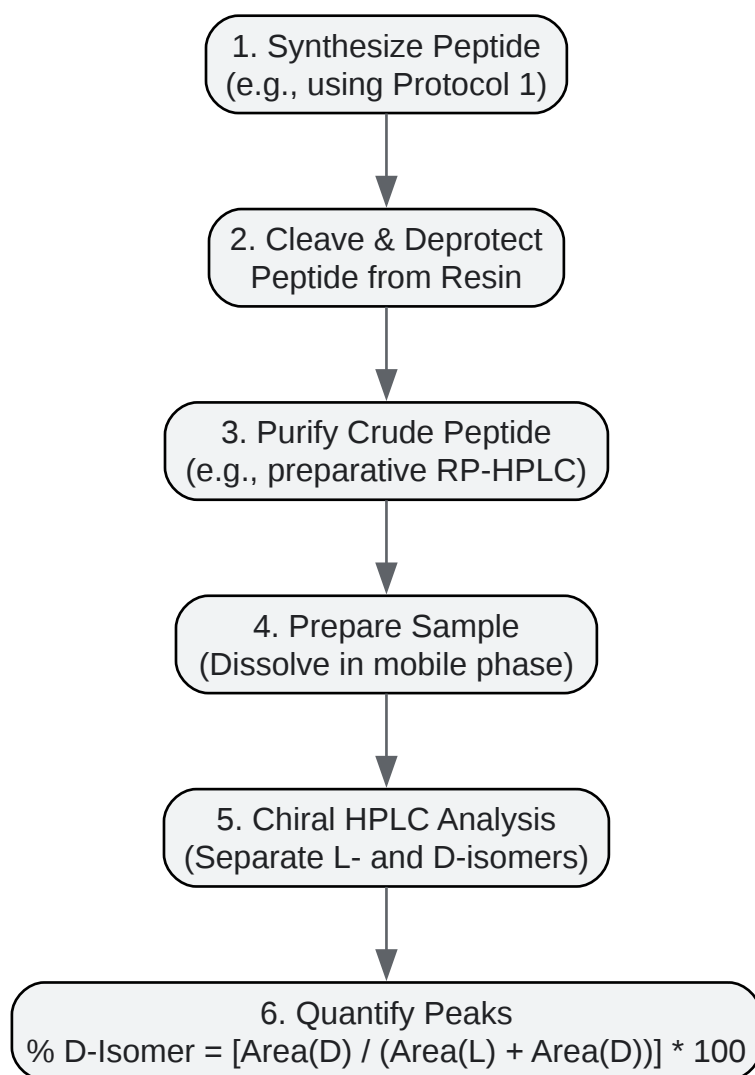 1. Synthesize Peptide
(e.g., using Protocol 1)
2. Cleave & Deprotect
Peptide from Resin
3. Purify Crude Peptide
(e.g., preparative RP-HPLC)
4. Prepare Sample
(Dissolve in mobile phase)
5. Chiral HPLC Analysis
(Separate L- and D-isomers)
6. Quantify Peaks
% D-Isomer = [Area(D) / (Area(L) + Area(D))] * 100